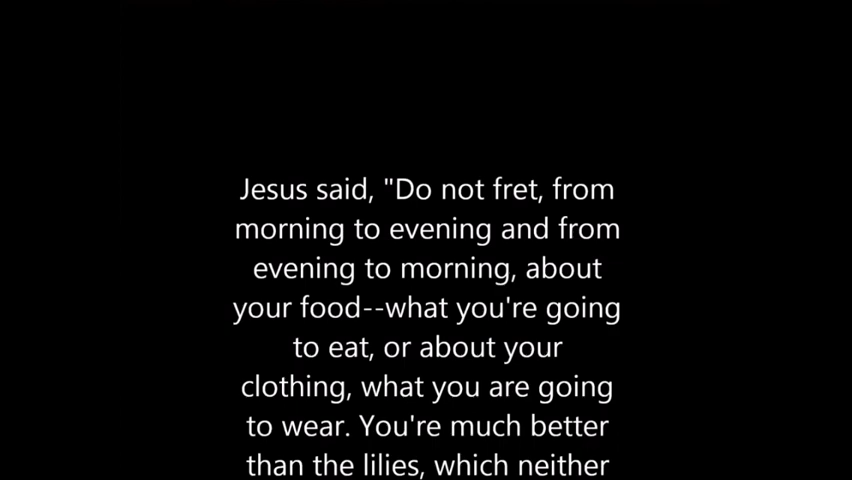 Jesus said, "Do not fret, from
morning to evening and from
evening to morning, about
your food--what you're going
to eat, or about your
clothing, what you are going
to wear. You're much better
than the lilies, which neither